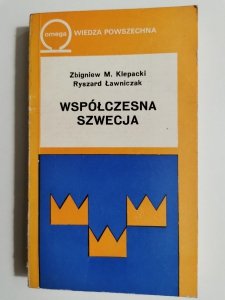 omega
WIEDZA POWSZECHNA
Zbigniew M. Klepacki
Ryszard Ławniczak
WSPÓŁCZESNA
SZWECJA